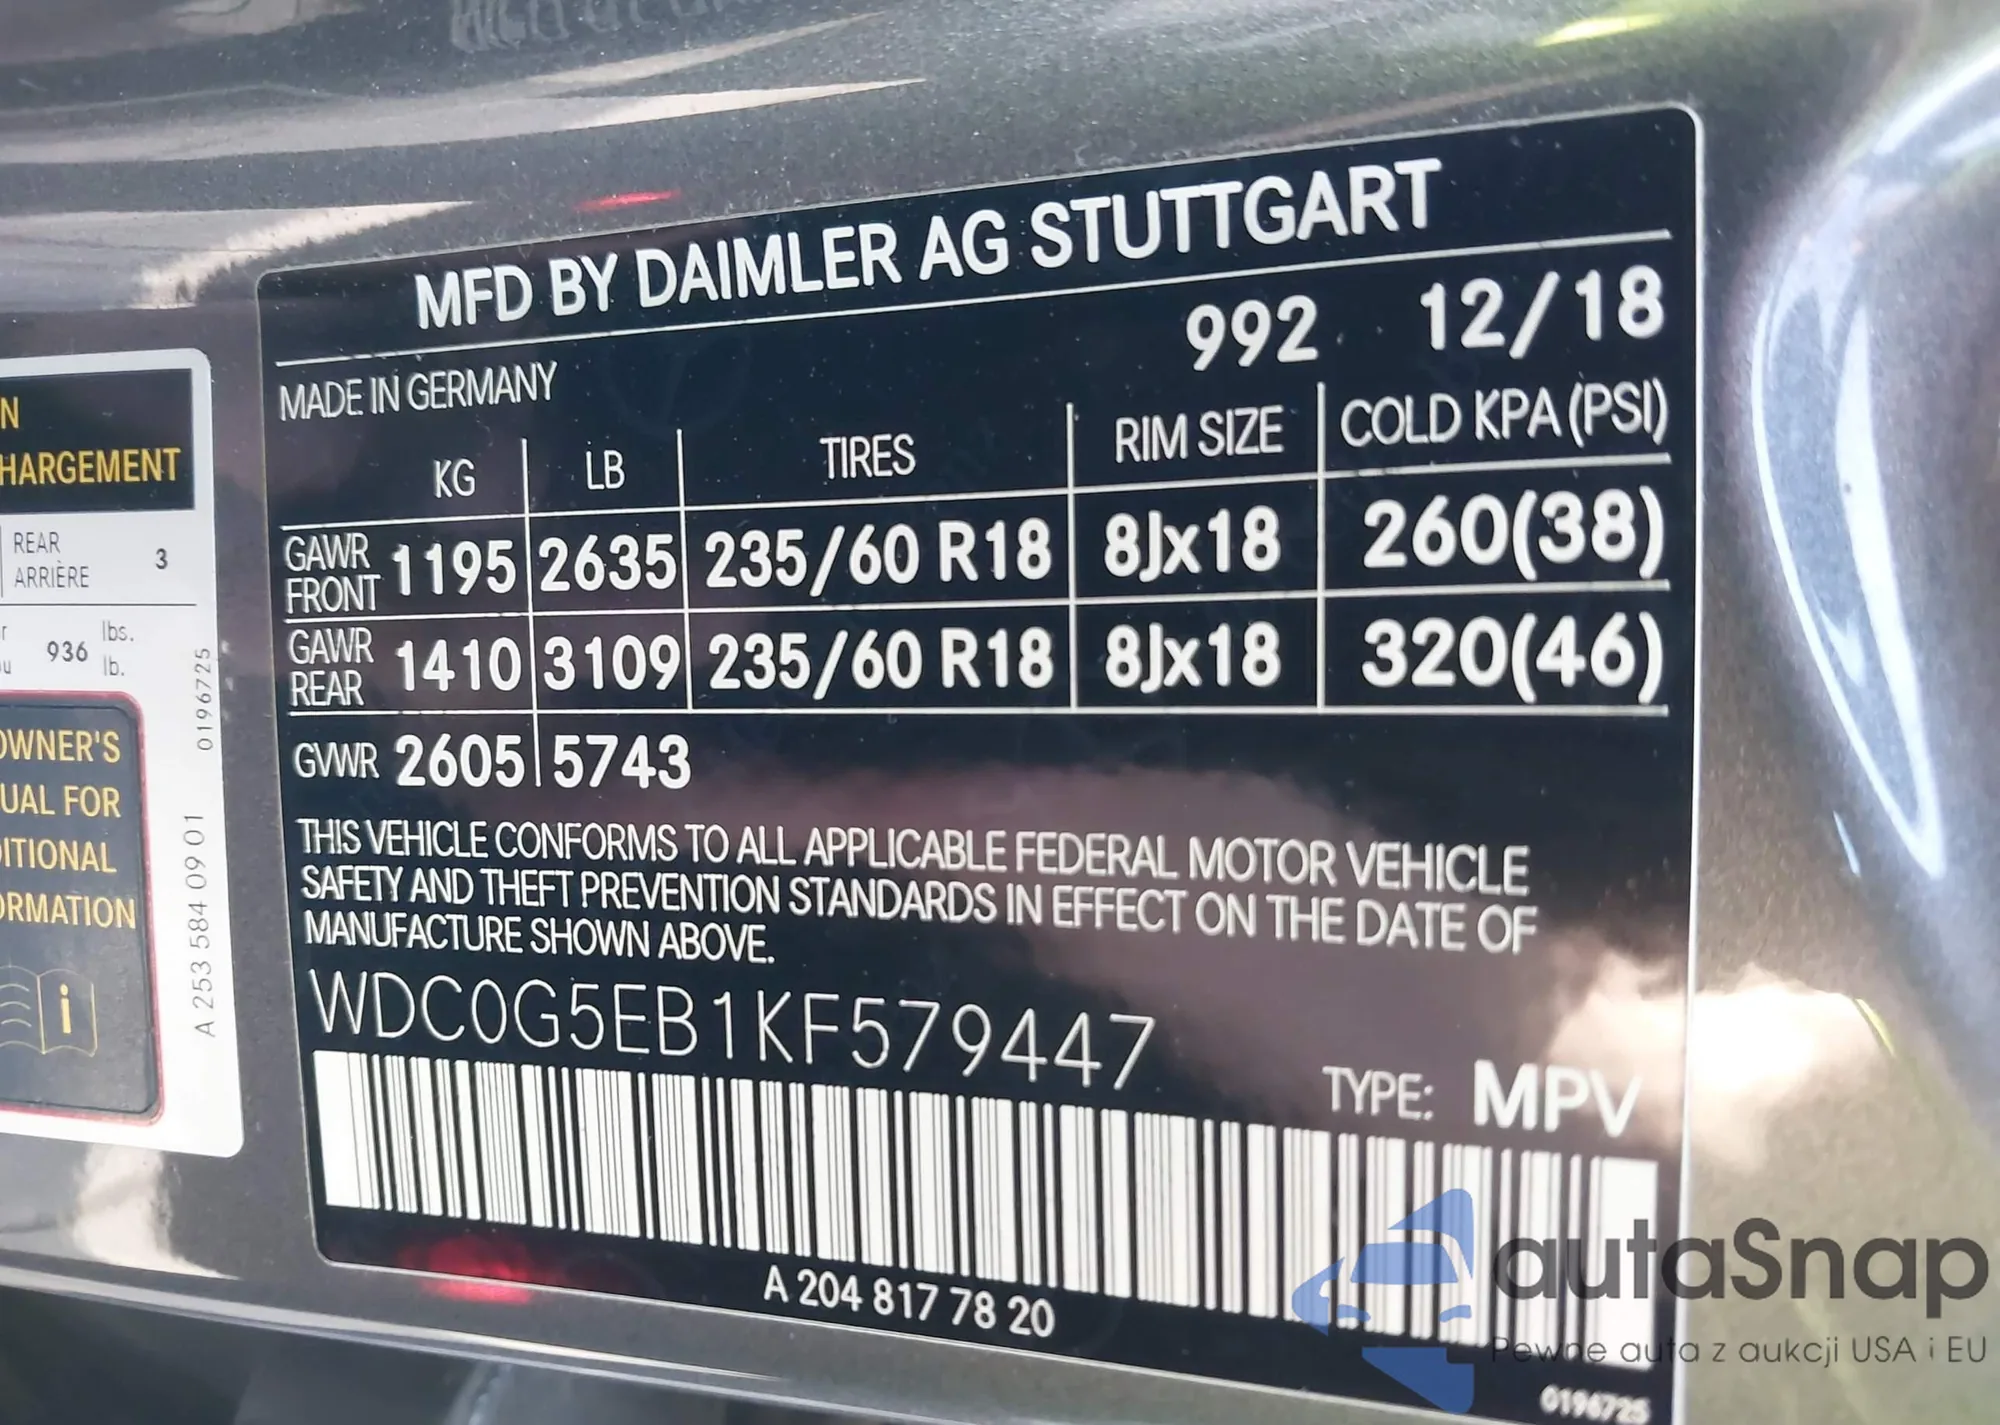 MFD BY DAIMLER AG STUTTGART
992 12/18
MADE IN GERMANY
KG LB TIRES RIM SIZE COLD KPA (PSI)
GAWR FRONT 1195 2635 235/60 R18 8Jx18 260(38)
GAWR REAR 1410 3109 235/60 R18 8Jx18 320(46)
GVWR 2605 5743
THIS VEHICLE CONFORMS TO ALL APPLICABLE FEDERAL MOTOR VEHICLE
SAFETY AND THEFT PREVENTION STANDARDS IN EFFECT ON THE DATE OF
MANUFACTURE SHOWN ABOVE.
WDC0G5EB1KF579447
TYPE: MPV
A 204 817 78 20
0196725
N
HARGEMENT
REAR
ARRIÈRE 3
936 lbs.
lb.
OWNER'S
UAL FOR
ITIONAL
ORMATION
i
0196725
A 253 584 09 01
autaSnap
Pewne auta z aukcji USA i EU